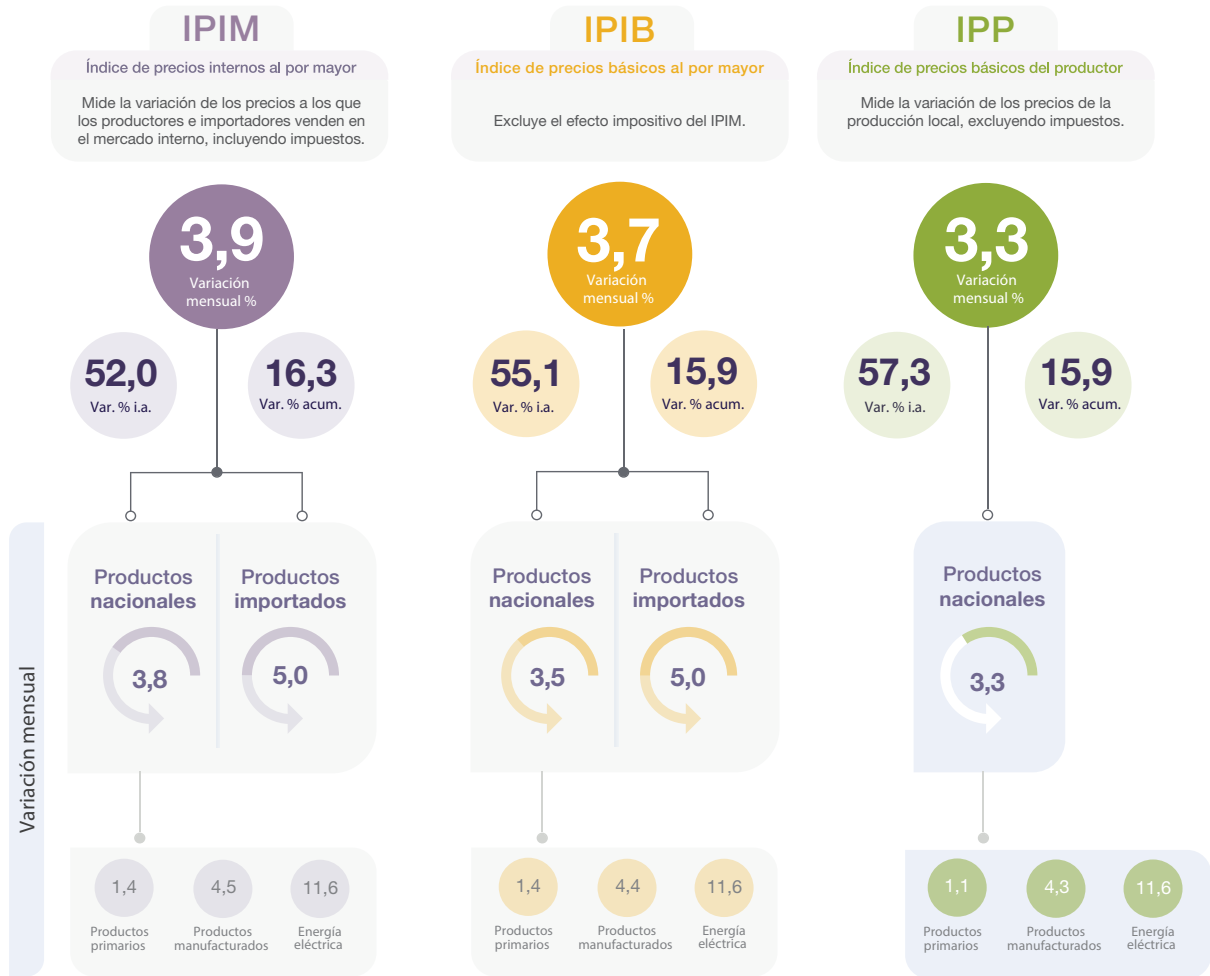 IPIM
Índice de precios internos al por mayor
Mide la variación de los precios a los que
los productores e importadores venden en
el mercado interno, incluyendo impuestos.
3,9
Variación
mensual %
52,0
Var. % i.a.
16,3
Var. % acum.
Productos
nacionales
3,8
Productos
importados
5,0
1,4
Productos
primarios
4,5
Productos
manufacturados
11,6
Energía
eléctrica
IPIB
Índice de precios básicos al por mayor
Excluye el efecto impositivo del IPIM.
3,7
Variación
mensual %
55,1
Var. % i.a.
15,9
Var. % acum.
Productos
nacionales
3,5
Productos
importados
5,0
1,4
Productos
primarios
4,4
Productos
manufacturados
11,6
Energía
eléctrica
IPP
Índice de precios básicos del productor
Mide la variación de los precios de la
producción local, excluyendo impuestos.
3,3
Variación
mensual %
57,3
Var. % i.a.
15,9
Var. % acum.
Productos
nacionales
3,3
1,1
Productos
primarios
4,3
Productos
manufacturados
11,6
Energía
eléctrica
Variación mensual